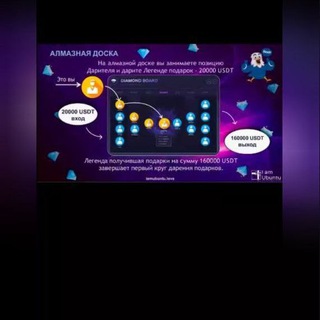 АЛМАЗНАЯ ДОСКА
На алмазной доске вы занимаете позицию
Дарителя и дарите Легенде подарок - 20000 USDT
Это вы
DIAMOND BOARD
20000 USDT
вход
160000 USDT
выход
Легенда получившая подарки на сумму 160000 USDT
завершает первый круг дарения подарков.
iamubuntu.love
I am
Ubuntu